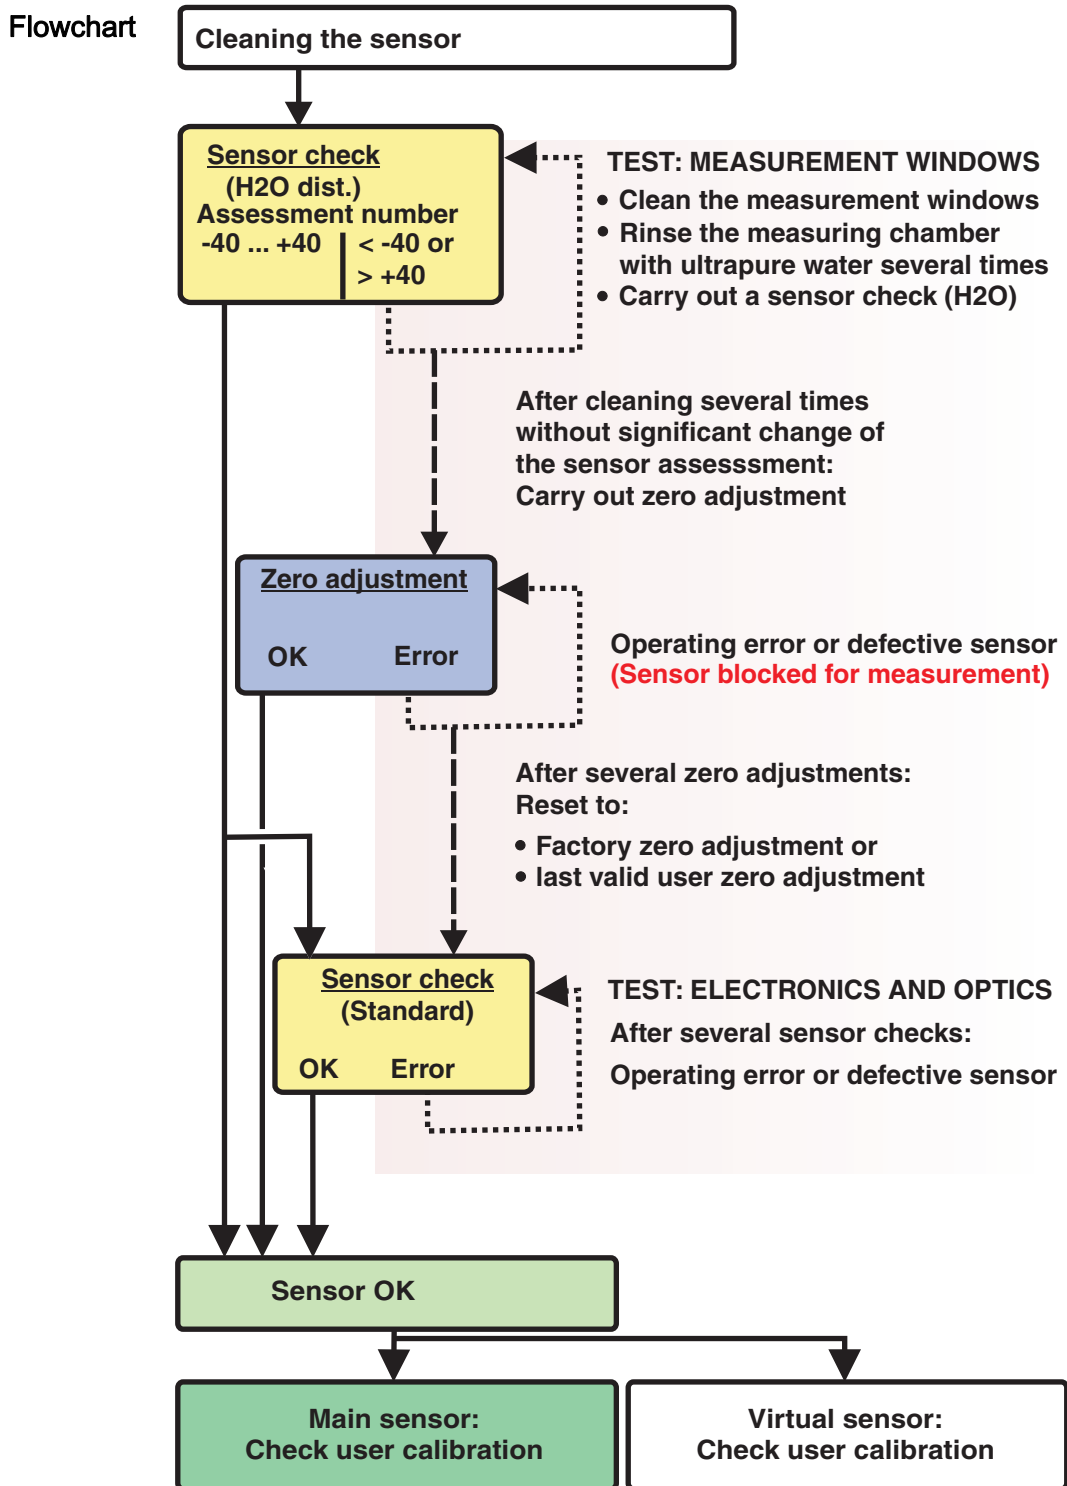 Flowchart
Cleaning the sensor
Sensor check
(H2O dist.)
Assessment number
-40 ... +40
< -40 or
> +40
TEST: MEASUREMENT WINDOWS
• Clean the measurement windows
• Rinse the measuring chamber
with ultrapure water several times
• Carry out a sensor check (H2O)
After cleaning several times
without significant change of
the sensor assesssment:
Carry out zero adjustment
Zero adjustment
OK
Error
Operating error or defective sensor
(Sensor blocked for measurement)
After several zero adjustments:
Reset to:
• Factory zero adjustment or
• last valid user zero adjustment
Sensor check
(Standard)
OK
Error
TEST: ELECTRONICS AND OPTICS
After several sensor checks:
Operating error or defective sensor
Sensor OK
Main sensor:
Check user calibration
Virtual sensor:
Check user calibration